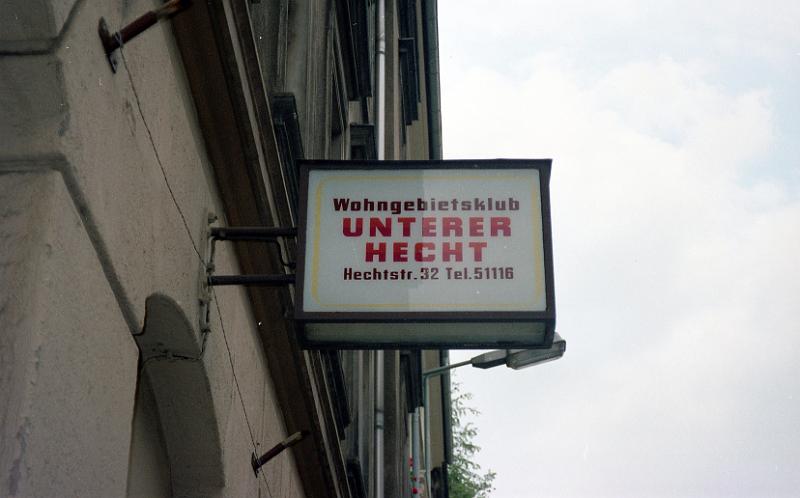 Wohngebietsklub
UNTERER
HECHT
Hechtstr. 32 Tel. 51116